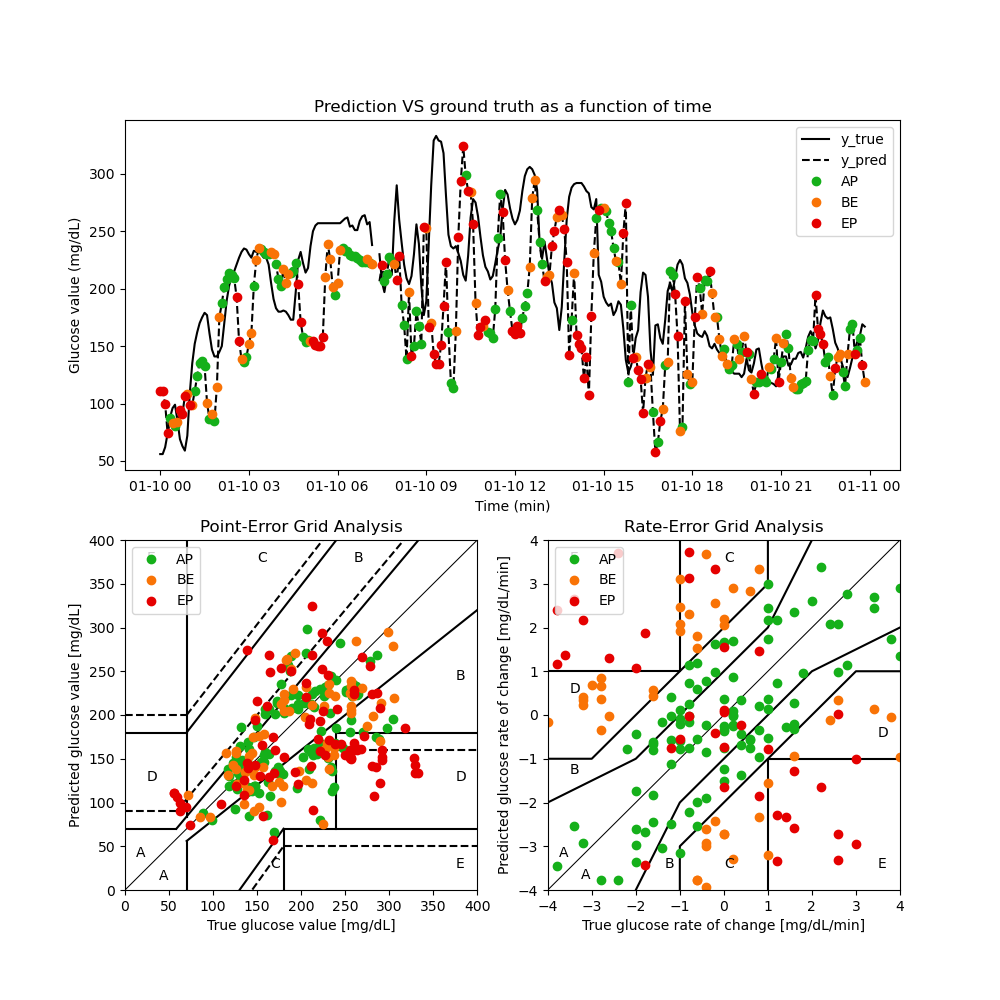 Prediction VS ground truth as a function of time
Glucose value (mg/dL)
300
250
200
150
100
50
y_true
y_pred
AP
BE
EP
01-10 00 01-10 03 01-10 06 01-10 09 01-10 12 01-10 15 01-10 18 01-10 21 01-11 00
Time (min)
Point-Error Grid Analysis
Predicted glucose value [mg/dL]
400
350
300
250
200
150
100
50
0
AP
BE
EP
C
B
B
D
D
A
A
C
E
0 50 100 150 200 250 300 350 400
True glucose value [mg/dL]
Rate-Error Grid Analysis
Predicted glucose rate of change [mg/dL/min]
4
3
2
1
0
−1
−2
−3
−4
AP
BE
EP
C
D
D
B
A
A
C
C
E
−4 −3 −2 −1 0 1 2 3 4
True glucose rate of change [mg/dL/min]